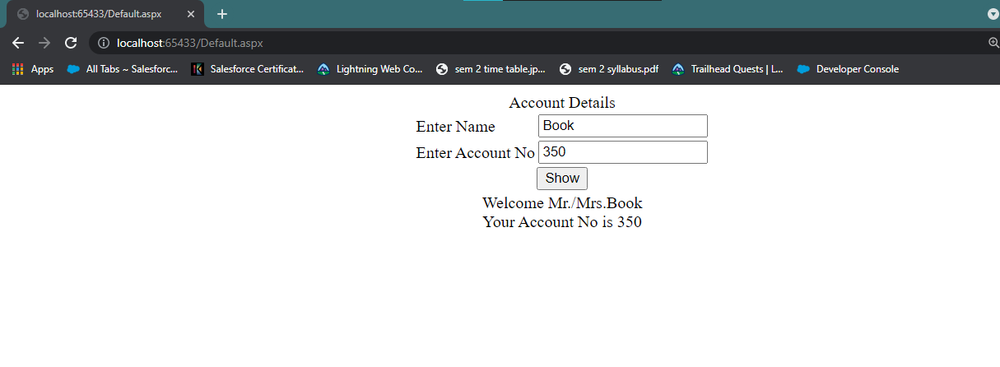 localhost:65433/Default.aspx
localhost:65433/Default.aspx
Apps All Tabs ~ Salesforc... Salesforce Certificat... Lightning Web Co... sem 2 time table.jp... sem 2 syllabus.pdf Trailhead Quests | L... Developer Console
Account Details
Enter Name Book
Enter Account No 350
Show
Welcome Mr./Mrs.Book
Your Account No is 350